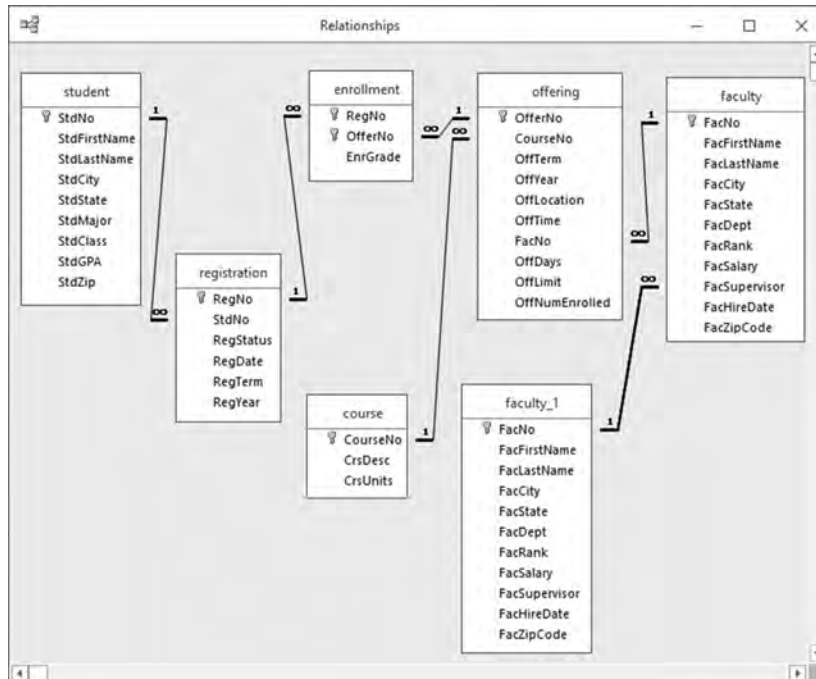 Relationships
student
StdNo
StdFirstName
StdLastName
StdCity
StdState
StdMajor
StdClass
StdGPA
StdZip
1
∞
registration
RegNo
StdNo
RegStatus
RegDate
RegTerm
RegYear
1
∞
enrollment
RegNo
OfferNo
EnrGrade
∞
1
∞
course
CourseNo
CrsDesc
CrsUnits
1
offering
OfferNo
CourseNo
OffTerm
OffYear
OffLocation
OffTime
FacNo
OffDays
OffLimit
OffNumEnrolled
∞
1
faculty
FacNo
FacFirstName
FacLastName
FacCity
FacState
FacDept
FacRank
FacSalary
FacSupervisor
FacHireDate
FacZipCode
∞
1
faculty_1
FacNo
FacFirstName
FacLastName
FacCity
FacState
FacDept
FacRank
FacSalary
FacSupervisor
FacHireDate
FacZipCode